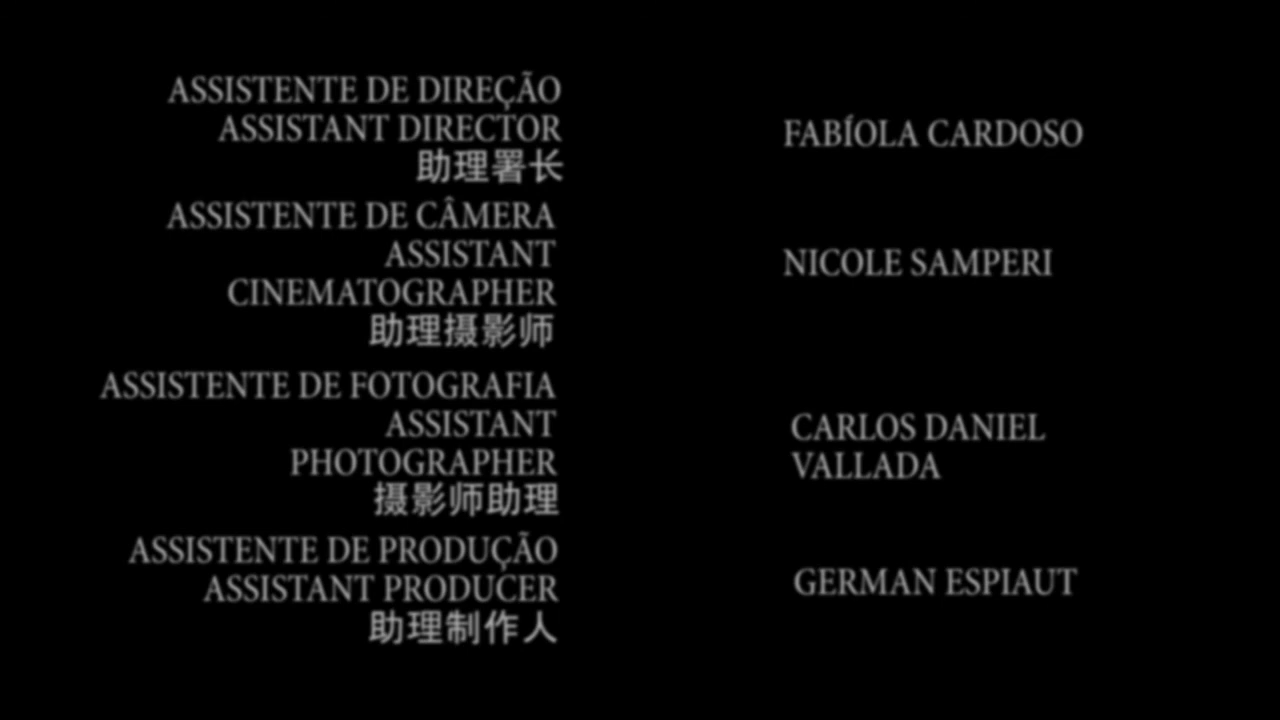 ASSISTENTE DE DIREÇÃO
ASSISTANT DIRECTOR
助理署长
FABÍOLA CARDOSO
ASSISTENTE DE CÂMERA
ASSISTANT
CINEMATOGRAPHER
助理摄影师
NICOLE SAMPERI
ASSISTENTE DE FOTOGRAFIA
ASSISTANT
PHOTOGRAPHER
摄影师助理
CARLOS DANIEL
VALLADA
ASSISTENTE DE PRODUÇÃO
ASSISTANT PRODUCER
助理制作人
GERMAN ESPIAUT